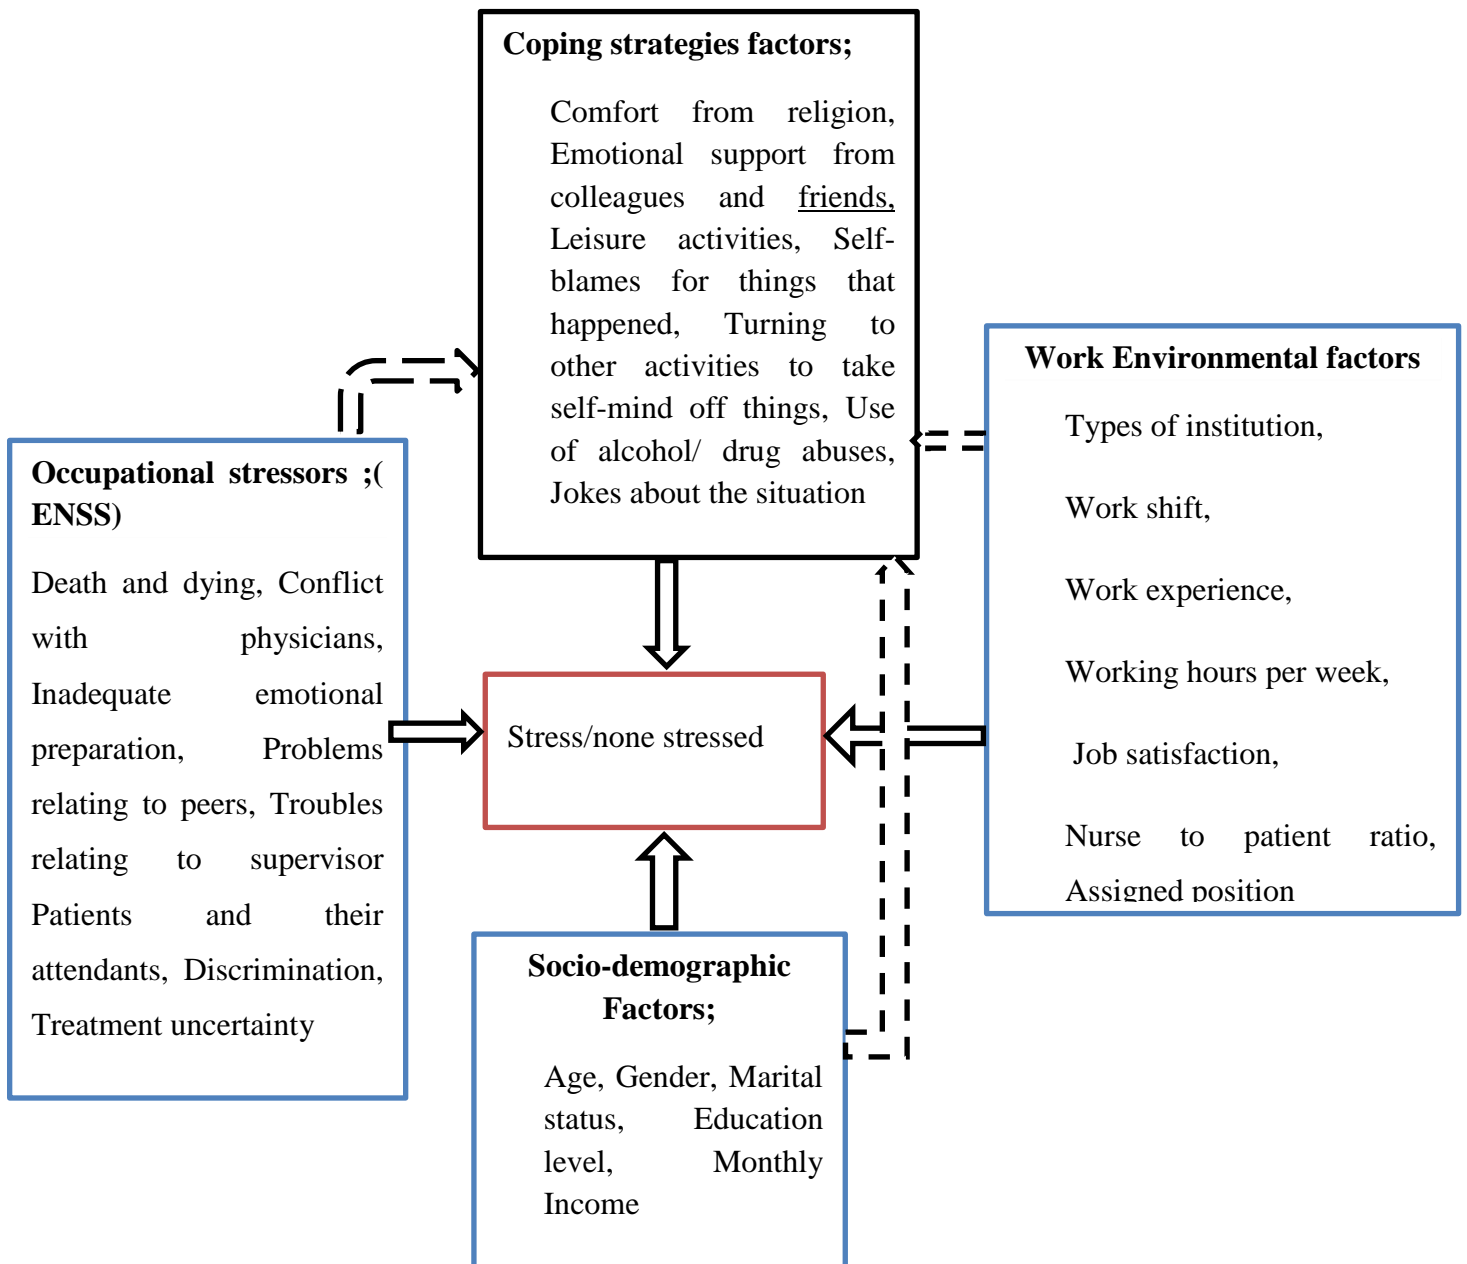 Coping strategies factors;
Comfort from religion,
Emotional support from
colleagues and friends,
Leisure activities, Self-
blames for things that
happened, Turning to
other activities to take
self-mind off things, Use
of alcohol/ drug abuses,
Jokes about the situation
Occupational stressors ;(
ENSS)
Death and dying, Conflict
with physicians,
Inadequate emotional
preparation, Problems
relating to peers, Troubles
relating to supervisor
Patients and their
attendants, Discrimination,
Treatment uncertainty
Stress/none stressed
Work Environmental factors
Types of institution,
Work shift,
Work experience,
Working hours per week,
Job satisfaction,
Nurse to patient ratio,
Assigned position
Socio-demographic
Factors;
Age, Gender, Marital
status, Education
level, Monthly
Income